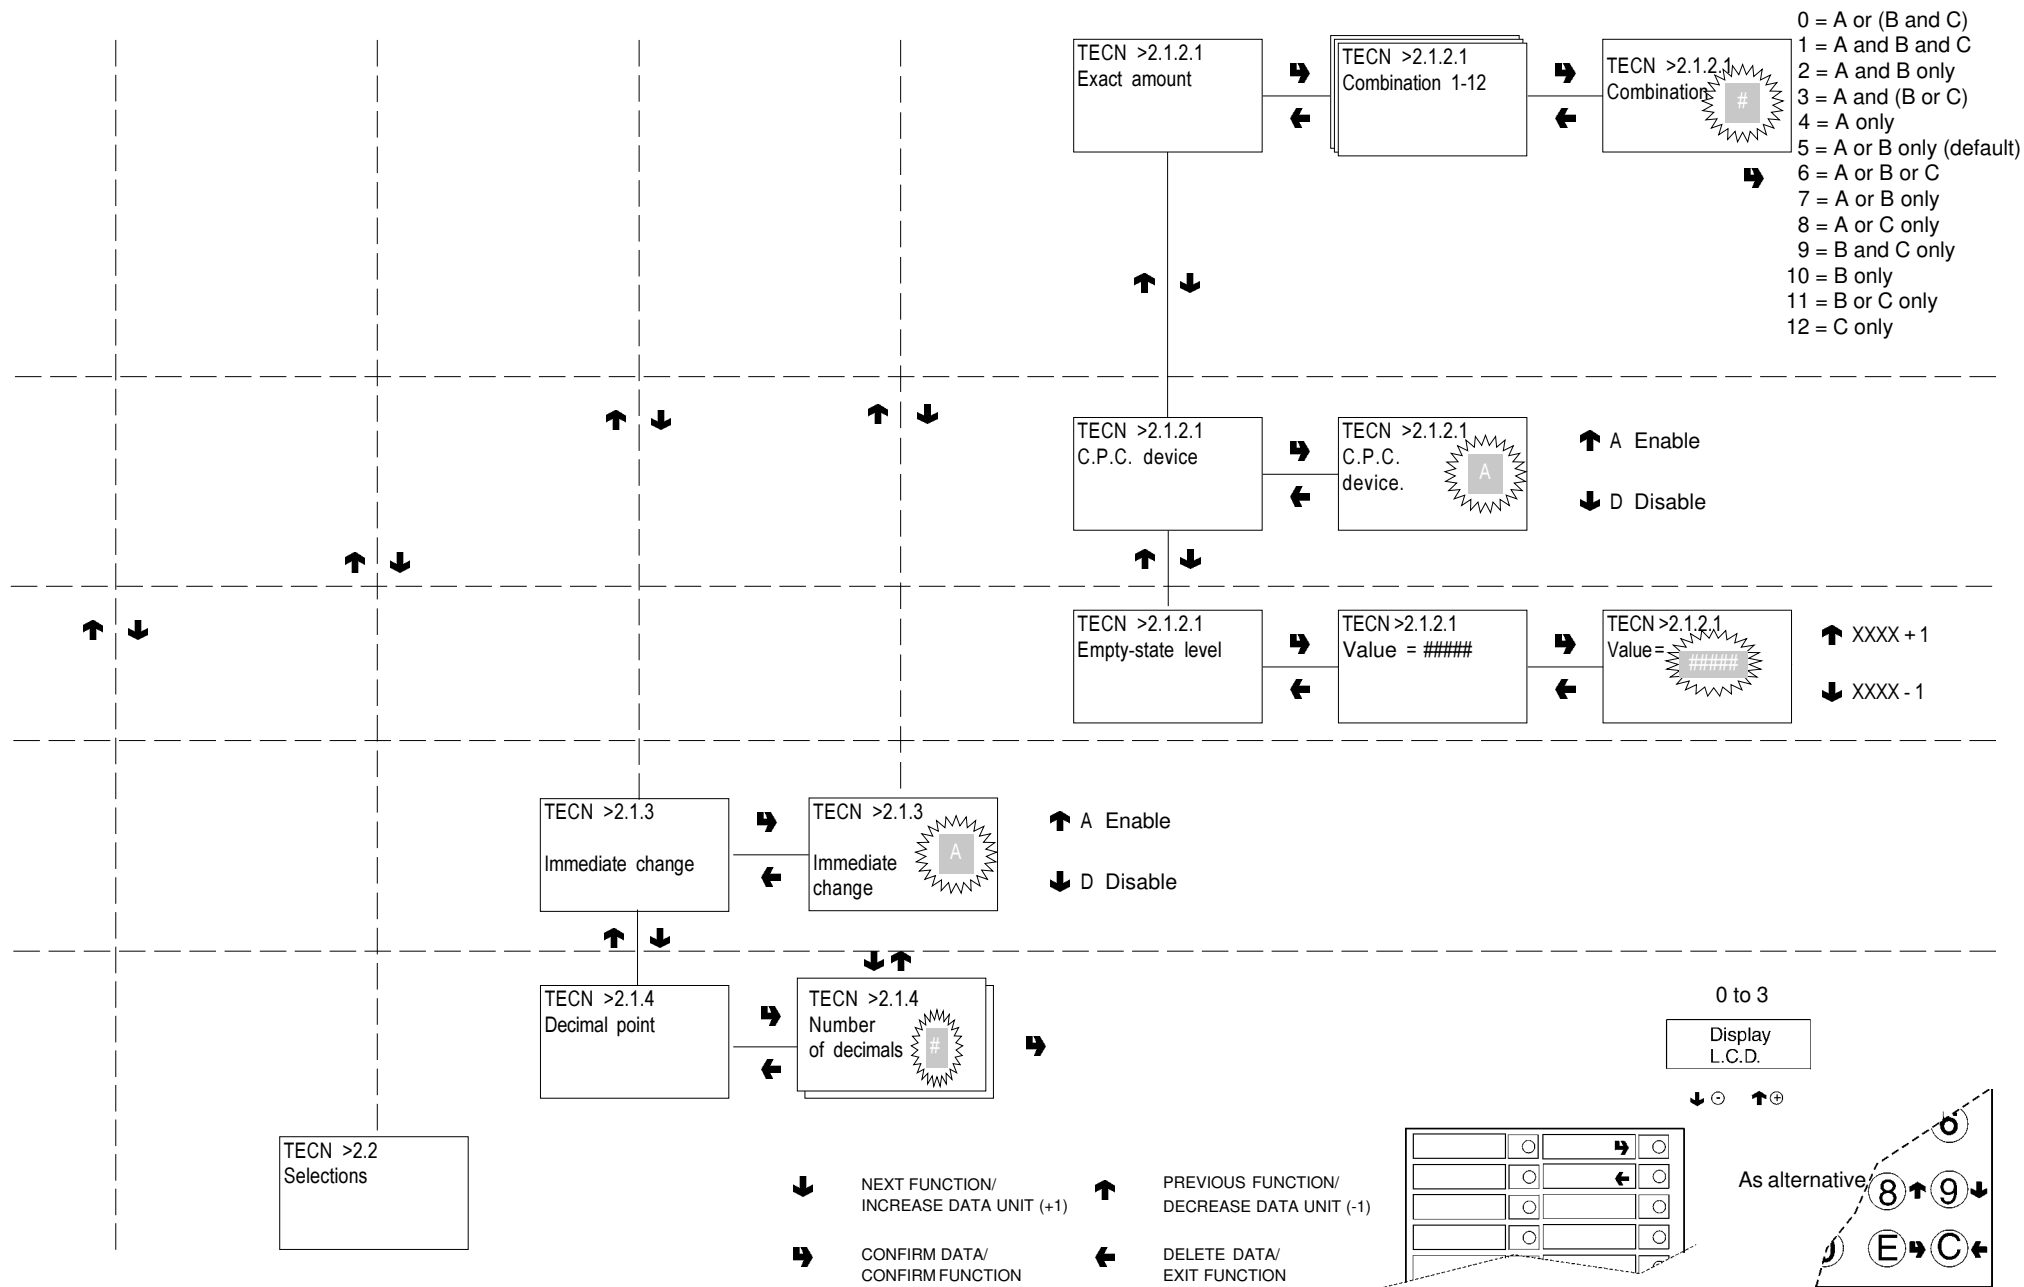 TECN >2.1.2.1
Exact amount
TECN >2.1.2.1
Combination 1-12
TECN >2.1.2.1
Combination
#
0 = A or (B and C)
1 = A and B and C
2 = A and B only
3 = A and (B or C)
4 = A only
5 = A or B only (default)
6 = A or B or C
7 = A or B only
8 = A or C only
9 = B and C only
10 = B only
11 = B or C only
12 = C only
TECN >2.1.2.1
C.P.C. device
TECN >2.1.2.1
C.P.C.
device.
A
A Enable
D Disable
TECN >2.1.2.1
Empty-state level
TECN >2.1.2.1
Value = #####
TECN >2.1.2.1
Value =
#####
XXXX + 1
XXXX - 1
TECN >2.1.3
Immediate change
TECN >2.1.3
Immediate
change
A
A Enable
D Disable
TECN >2.1.4
Decimal point
TECN >2.1.4
Number
of decimals
#
0 to 3
Display
L.C.D.
- +
TECN >2.2
Selections
NEXT FUNCTION/
INCREASE DATA UNIT (+1)
PREVIOUS FUNCTION/
DECREASE DATA UNIT (-1)
CONFIRM DATA/
CONFIRM FUNCTION
DELETE DATA/
EXIT FUNCTION
As alternative
6
8 9
E C